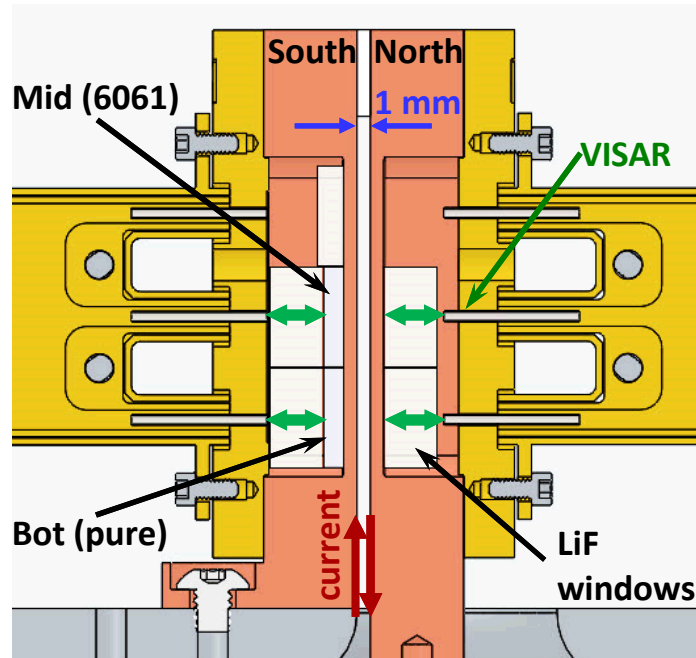 South
North
Mid (6061)
1 mm
VISAR
Bot (pure)
current
LiF
windows